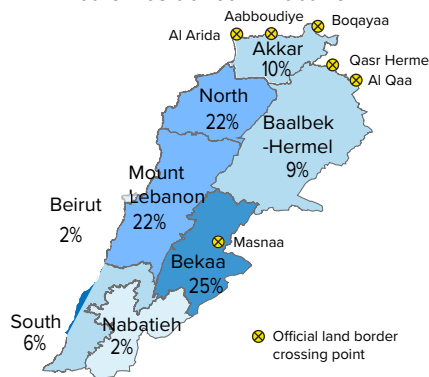 Aabboudiye
Boqayaa
Al Arida
Akkar
10%
Qasr Herme
Al Qaa
North
22%
Baalbek
-Hermel
9%
Mount
Lebanon
22%
Beirut
2%
Masnaa
Bekaa
25%
South
6%
Nabatieh
2%
Official land border
crossing point